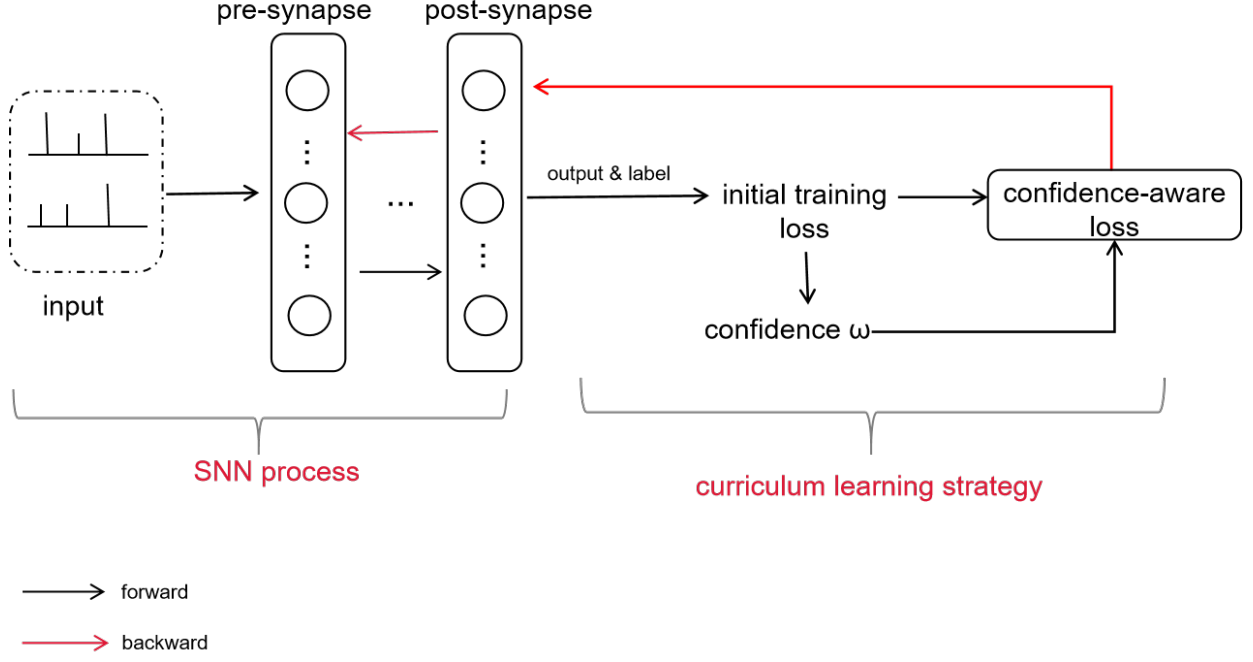 pre-synapse
post-synapse
output & label
...
initial training
loss
confidence-aware
loss
input
confidence ω
SNN process
curriculum learning strategy
forward
backward